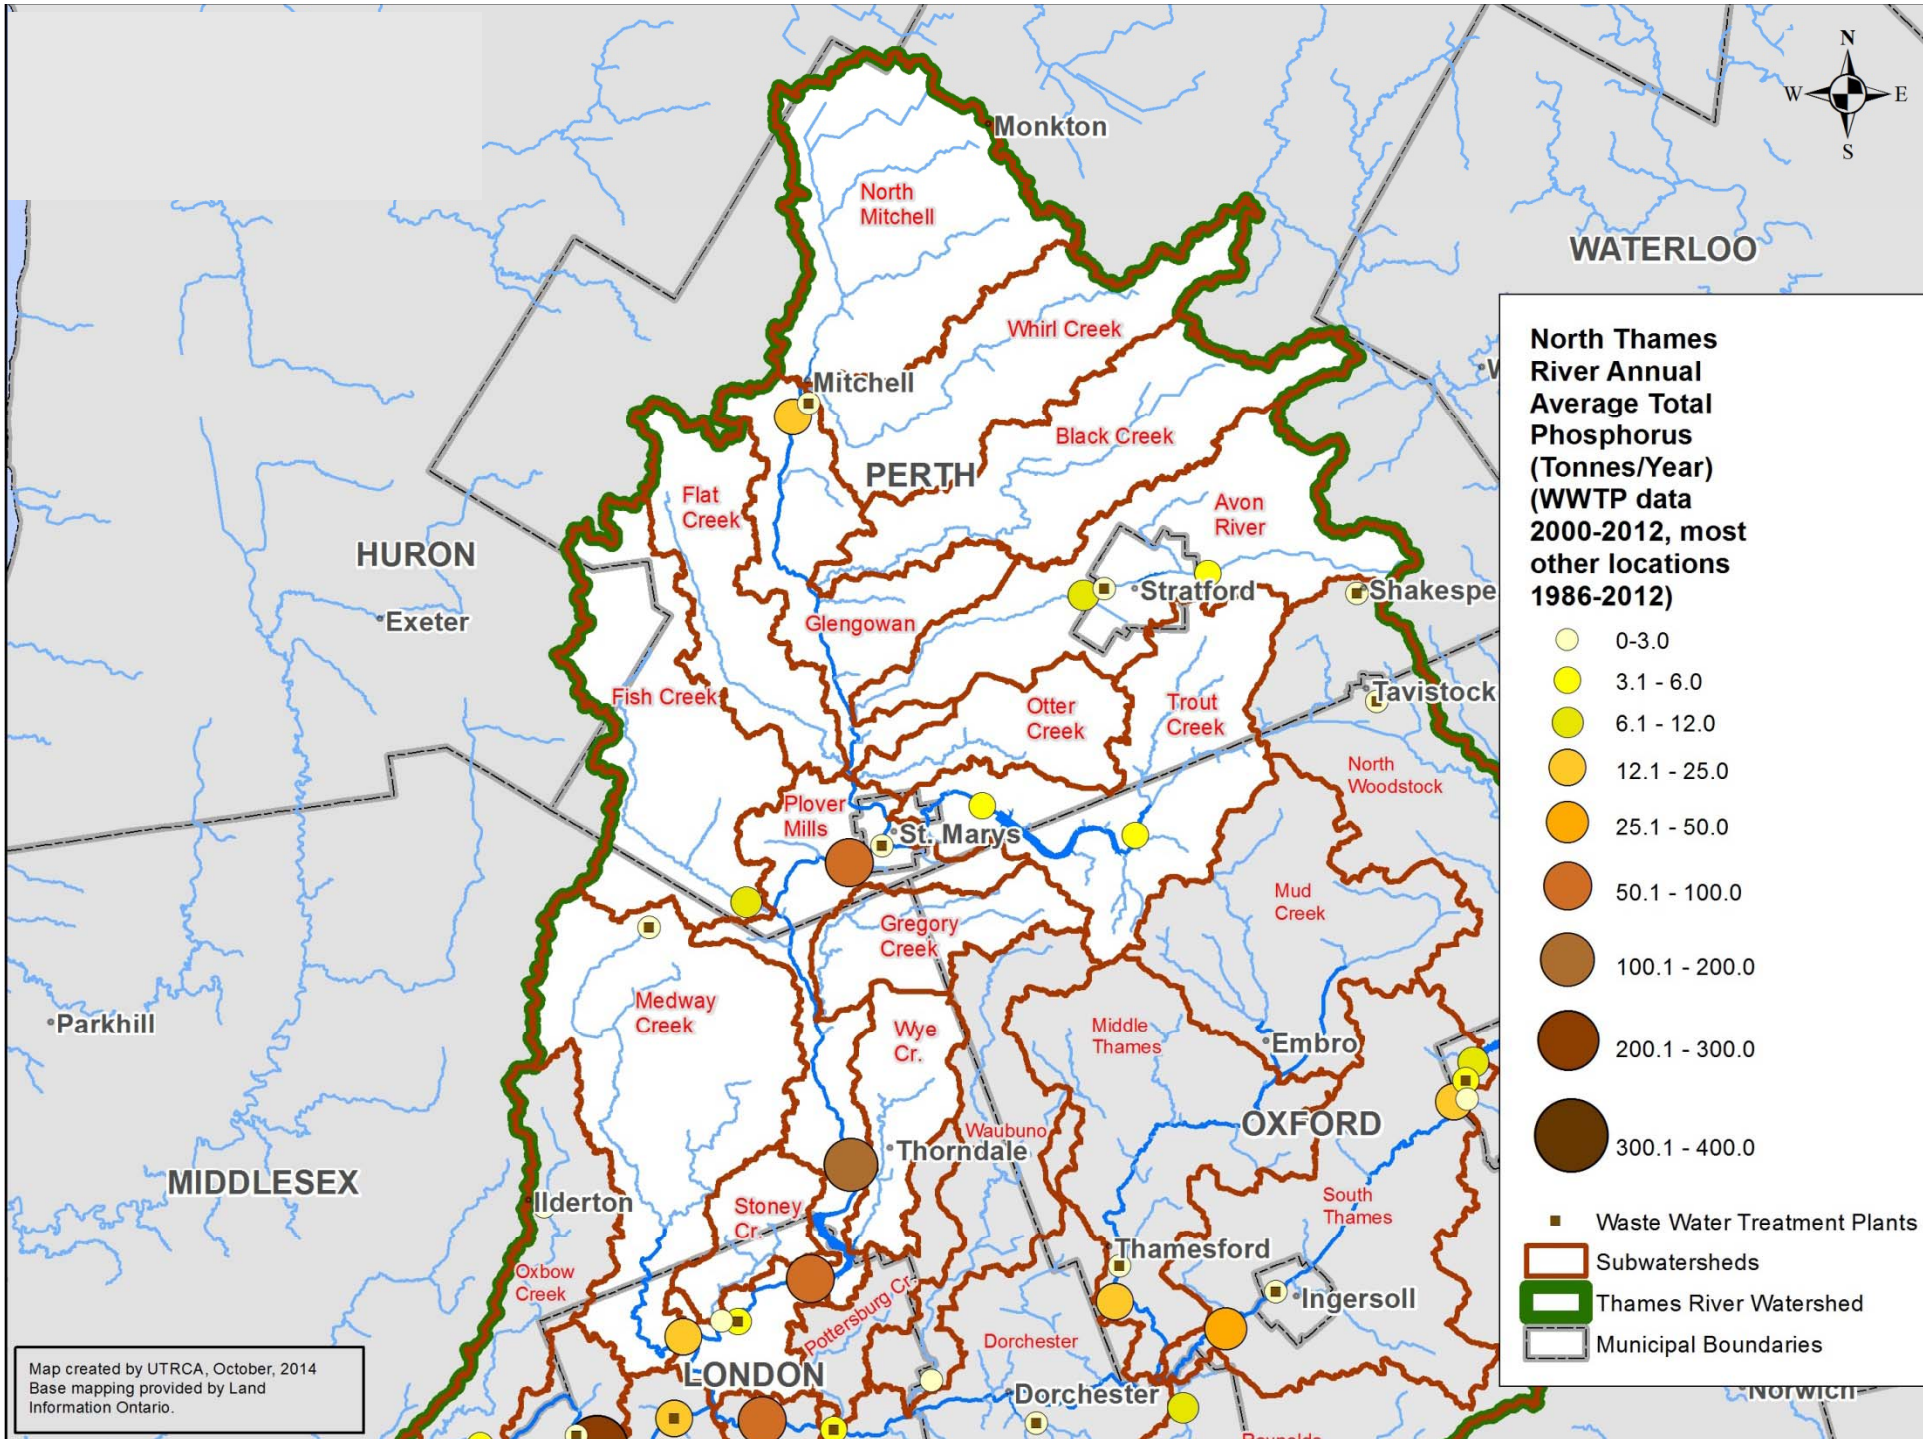 N
W E
S
Monkton
North
Mitchell
WATERLOO
Whirl Creek
Mitchell
Black Creek
PERTH
Flat
Creek
Avon
River
HURON
Stratford
Shakespe
Exeter
Glengowan
Fish Creek
Otter
Creek
Trout
Creek
Tavistock
North
Woodstock
Plover
Mills
St. Marys
Mud
Creek
Gregory
Creek
Medway
Creek
Wye
Cr.
Middle
Thames
Parkhill
Embro
OXFORD
Waubuno
Thorndale
MIDDLESEX
Ilderton
Stoney
Cr.
South
Thames
Thamesford
Oxbow
Creek
Pottersburg Cr.
Ingersoll
Dorchester
LONDON
Dorchester
Norwich
Reynolds
North Thames
River Annual
Average Total
Phosphorus
(Tonnes/Year)
(WWTP data
2000-2012, most
other locations
1986-2012)
0-3.0
3.1 - 6.0
6.1 - 12.0
12.1 - 25.0
25.1 - 50.0
50.1 - 100.0
100.1 - 200.0
200.1 - 300.0
300.1 - 400.0
Waste Water Treatment Plants
Subwatersheds
Thames River Watershed
Municipal Boundaries
Map created by UTRCA, October, 2014
Base mapping provided by Land
Information Ontario.